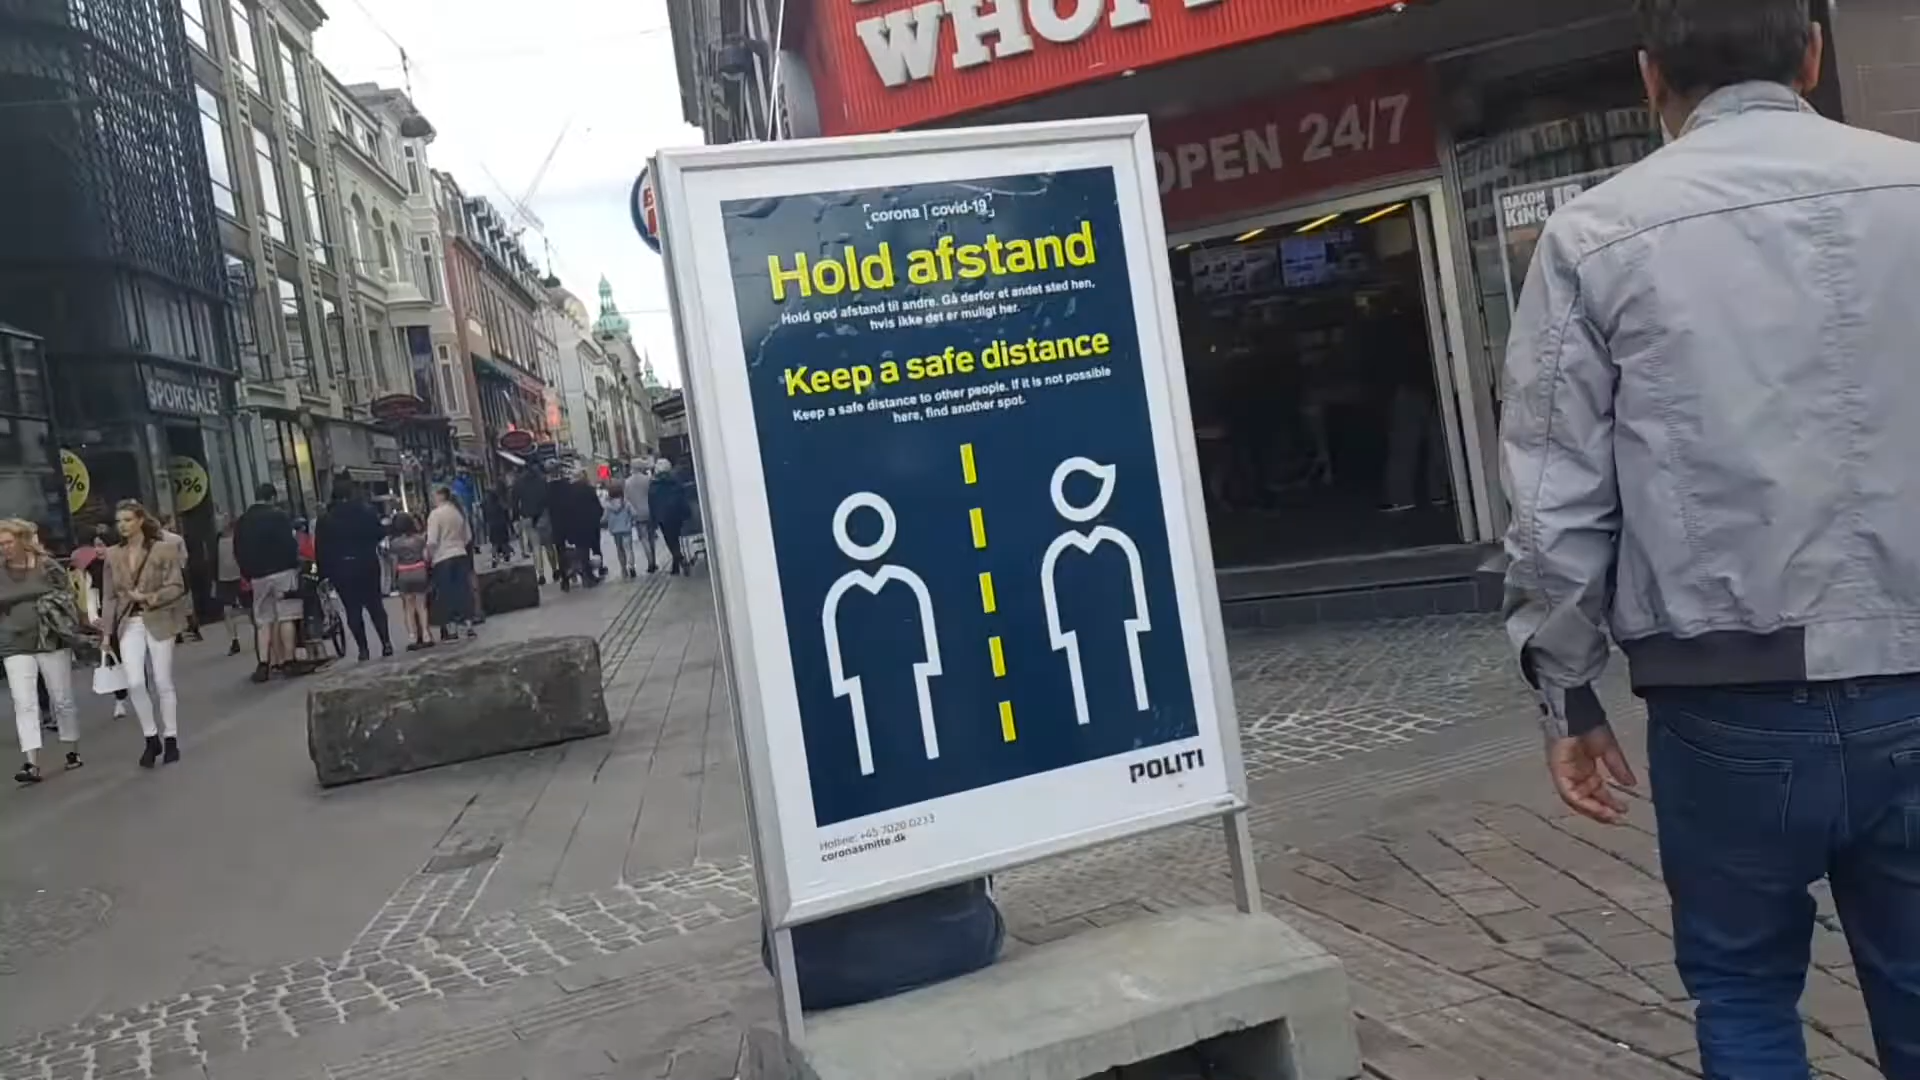 WHOPP
OPEN 24/7
BACON
KING
SPORTSALE
%
%
corona | covid-19
Hold afstand
Hold god afstand til andre. Gå derfor et andet sted hen,
hvis ikke det er muligt her.
Keep a safe distance
Keep a safe distance to other people. If it is not possible
here, find another spot.
POLITI
Hotline: +45 7020 0233
coronasmitte.dk